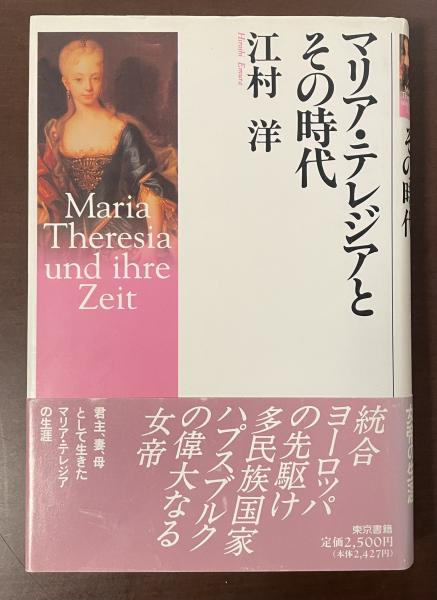 マリア・テレジアと
その時代
江村 洋
Hiroshi Emura
Maria
Theresia
und ihre
Zeit
統合
ヨーロッパ
の先駆け
多民族国家
ハプスブルク
の偉大なる
女帝
君主、妻、母
として生きた
マリア・テレジア
の生涯
東京書籍
定価2,500円
(本体2,427円)
その時代